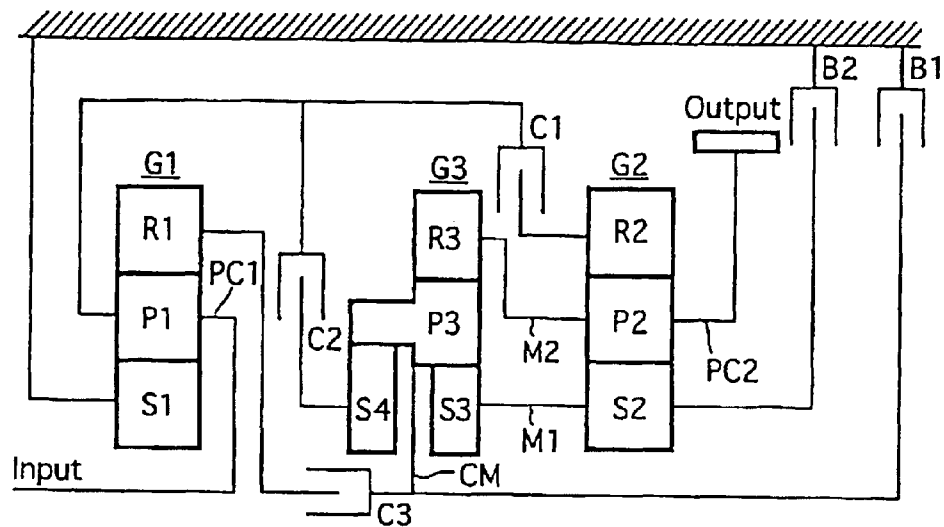 B2
B1
Output
C1
G1
G3
G2
R1
R3
R2
PC1
P1
P3
P2
C2
M2
PC2
S1
S4
S3
S2
M1
Input
CM
C3